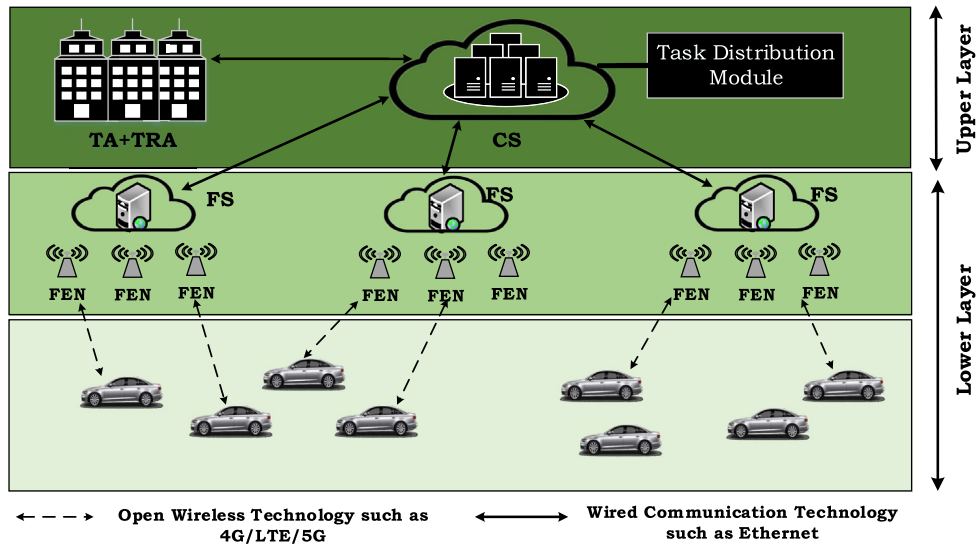 Task Distribution
Module
TA+TRA
CS
Upper Layer
FS
FS
FS
FEN
FEN
FEN
FEN
FEN
FEN
FEN
FEN
FEN
Lower Layer
Open Wireless Technology such as
4G/LTE/5G
Wired Communication Technology
such as Ethernet